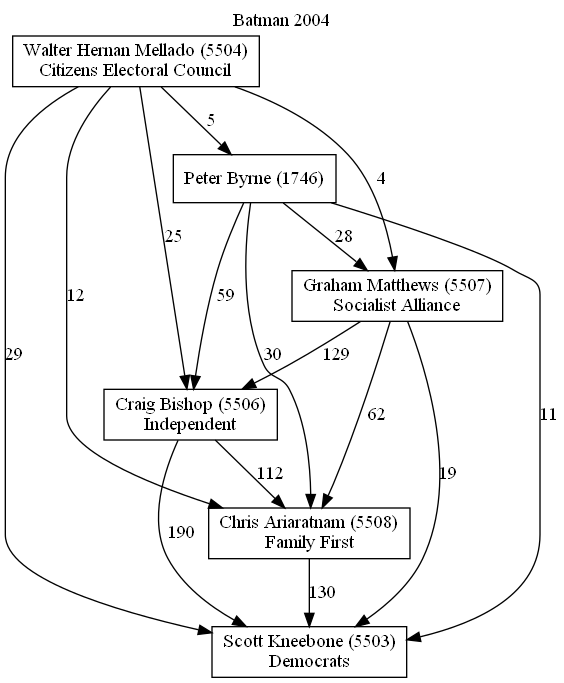 Batman 2004
Walter Hernan Mellado (5504)
Citizens Electoral Council
5
Peter Byrne (1746)
4
25
28
12
59
Graham Matthews (5507)
Socialist Alliance
29
30
129
11
Craig Bishop (5506)
Independent
62
112
19
190
Chris Ariaratnam (5508)
Family First
130
Scott Kneebone (5503)
Democrats